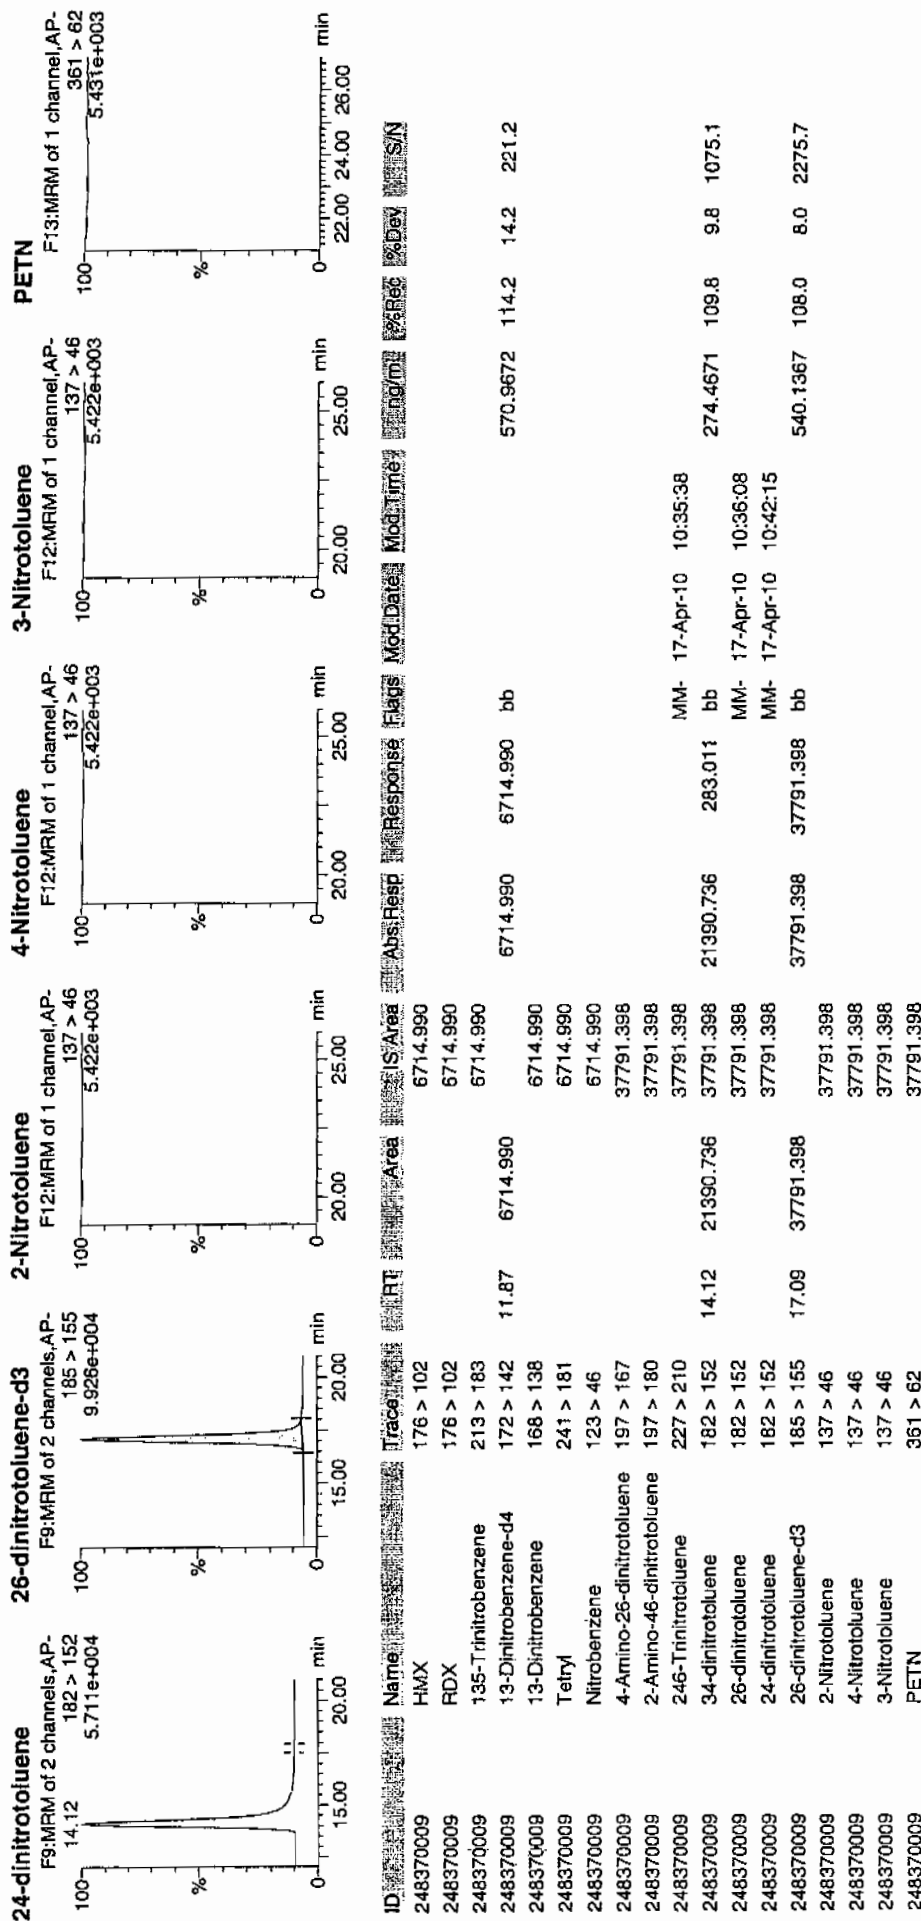 24-dinitrotoluene
F9:MRM of 2 channels,AP-
14.12 182 > 152
5.711e+004
100
%
0
15.00 20.00 min
26-dinitrotoluene-d3
F9:MRM of 2 channels,AP-
185 > 155
9.926e+004
100
%
0
15.00 20.00 min
2-Nitrotoluene
F12:MRM of 1 channel,AP-
137 > 46
5.422e+003
100
%
0
20.00 25.00 min
4-Nitrotoluene
F12:MRM of 1 channel,AP-
137 > 46
5.422e+003
100
%
0
20.00 25.00 min
3-Nitrotoluene
F12:MRM of 1 channel,AP-
137 > 46
5.422e+003
100
%
0
20.00 25.00 min
PETN
F13:MRM of 1 channel,AP-
361 > 62
5.431e+003
100
%
0
22.00 24.00 26.00 min
ID Name Trace RT Area IS Area Abs.Resp Response Flags Mod.Date Mod.Time ng/ml %Rec %Dev S/N
248370009 HMX 176 > 102 6714.990
248370009 RDX 176 > 102 6714.990
248370009 135-Trinitrobenzene 213 > 183 6714.990
248370009 13-Dinitrobenzene-d4 172 > 142 11.87 6714.990 6714.990 6714.990 bb 570.9672 114.2 14.2 221.2
248370009 13-Dinitrobenzene 168 > 138 6714.990
248370009 Tetryl 241 > 181 6714.990
248370009 Nitrobenzene 123 > 46 6714.990
248370009 4-Amino-26-dinitrotoluene 197 > 167 37791.398
248370009 2-Amino-46-dinitrotoluene 197 > 180 37791.398
248370009 246-Trinitrotoluene 227 > 210 37791.398 MM- 17-Apr-10 10:35:38
248370009 34-dinitrotoluene 182 > 152 14.12 21390.736 37791.398 21390.736 283.011 bb 274.4671 109.8 9.8 1075.1
248370009 26-dinitrotoluene 182 > 152 37791.398 MM- 17-Apr-10 10:36:08
248370009 24-dinitrotoluene 182 > 152 37791.398 MM- 17-Apr-10 10:42:15
248370009 26-dinitrotoluene-d3 185 > 155 17.09 37791.398 37791.398 37791.398 bb 540.1367 108.0 8.0 2275.7
248370009 2-Nitrotoluene 137 > 46 37791.398
248370009 4-Nitrotoluene 137 > 46 37791.398
248370009 3-Nitrotoluene 137 > 46 37791.398
248370009 PETN 361 > 62 37791.398